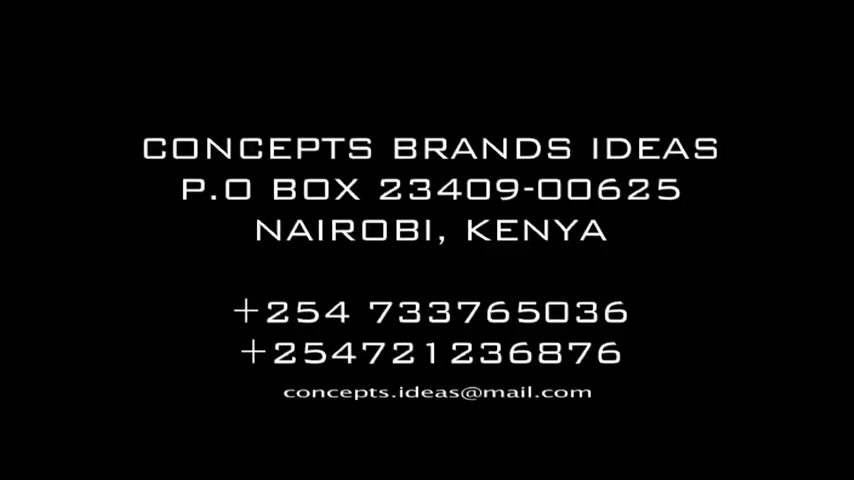 CONCEPTS BRANDS IDEAS
P.O BOX 23409-00625
NAIROBI, KENYA
+254 733765036
+254721236876
concepts.ideas@mail.com